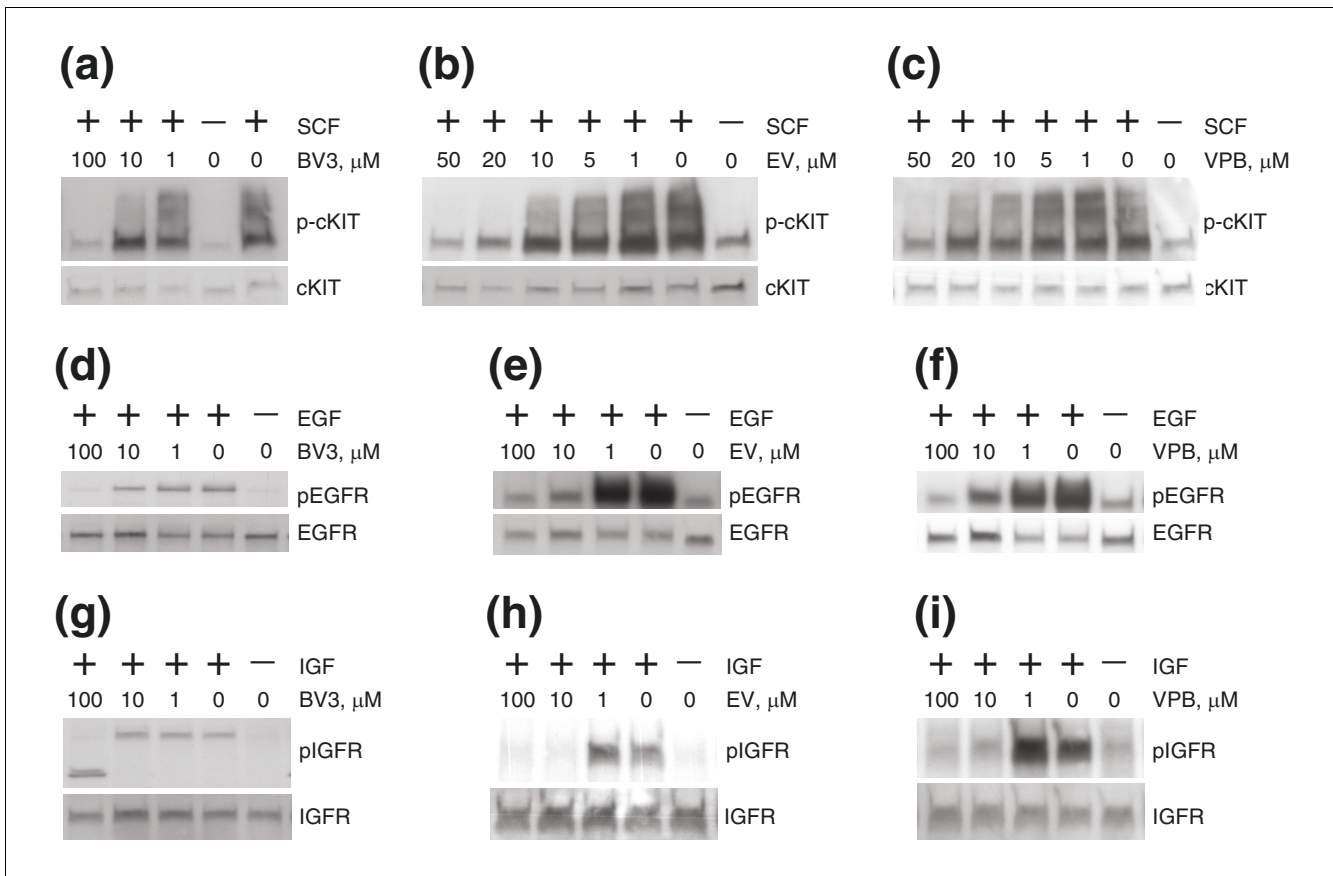 (a)
+ + + — + SCF
100 10 1 0 0 BV3, μM
p-cKIT
cKIT
(b)
+ + + + + + — SCF
50 20 10 5 1 0 0 EV, μM
p-cKIT
cKIT
(c)
+ + + + + + — SCF
50 20 10 5 1 0 0 VPB, μM
p-cKIT
cKIT
(d)
+ + + + — EGF
100 10 1 0 0 BV3, μM
pEGFR
EGFR
(e)
+ + + + — EGF
100 10 1 0 0 EV, μM
pEGFR
EGFR
(f)
+ + + + — EGF
100 10 1 0 0 VPB, μM
pEGFR
EGFR
(g)
+ + + + — IGF
100 10 1 0 0 BV3, μM
pIGFR
IGFR
(h)
+ + + + — IGF
100 10 1 0 0 EV, μM
pIGFR
IGFR
(i)
+ + + + — IGF
100 10 1 0 0 VPB, μM
pIGFR
IGFR